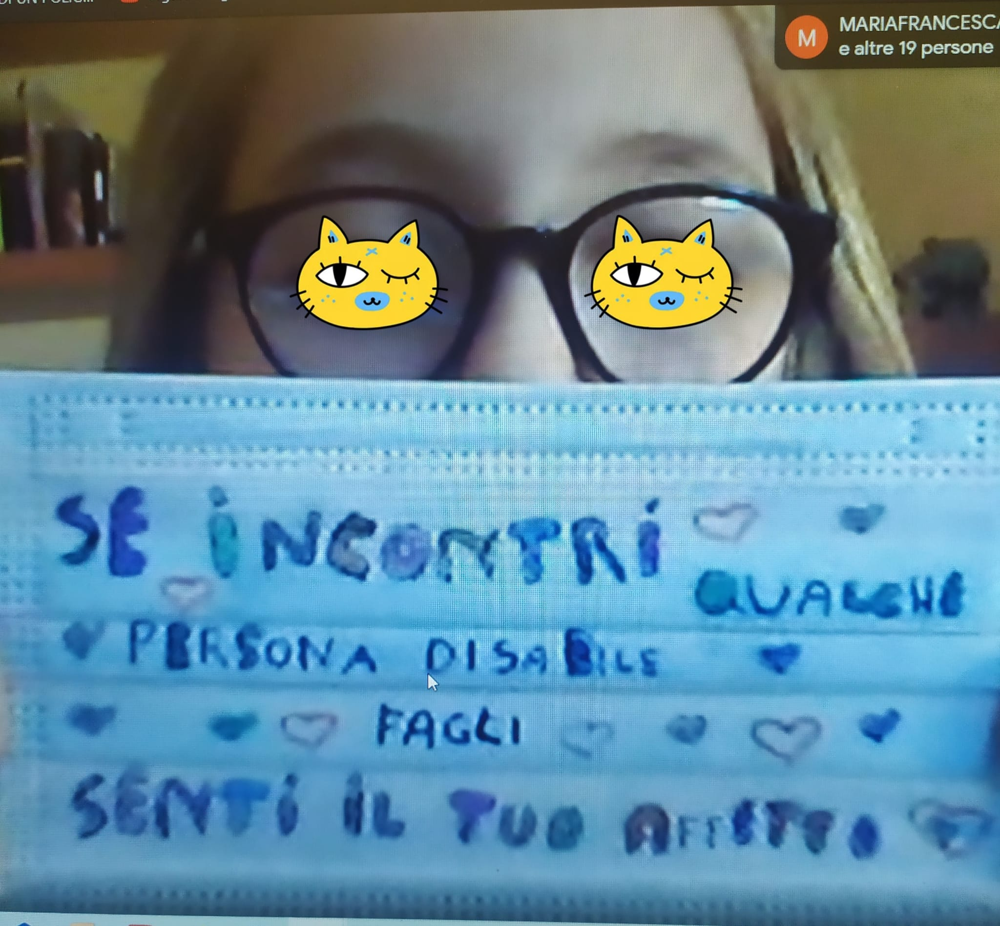 MARIAFRANCESCA
e altre 19 persone
M
SE INCONTRI
QUALCHE
PERSONA DISABILE
FAGLI
SENTI IL TUO AFFETTO